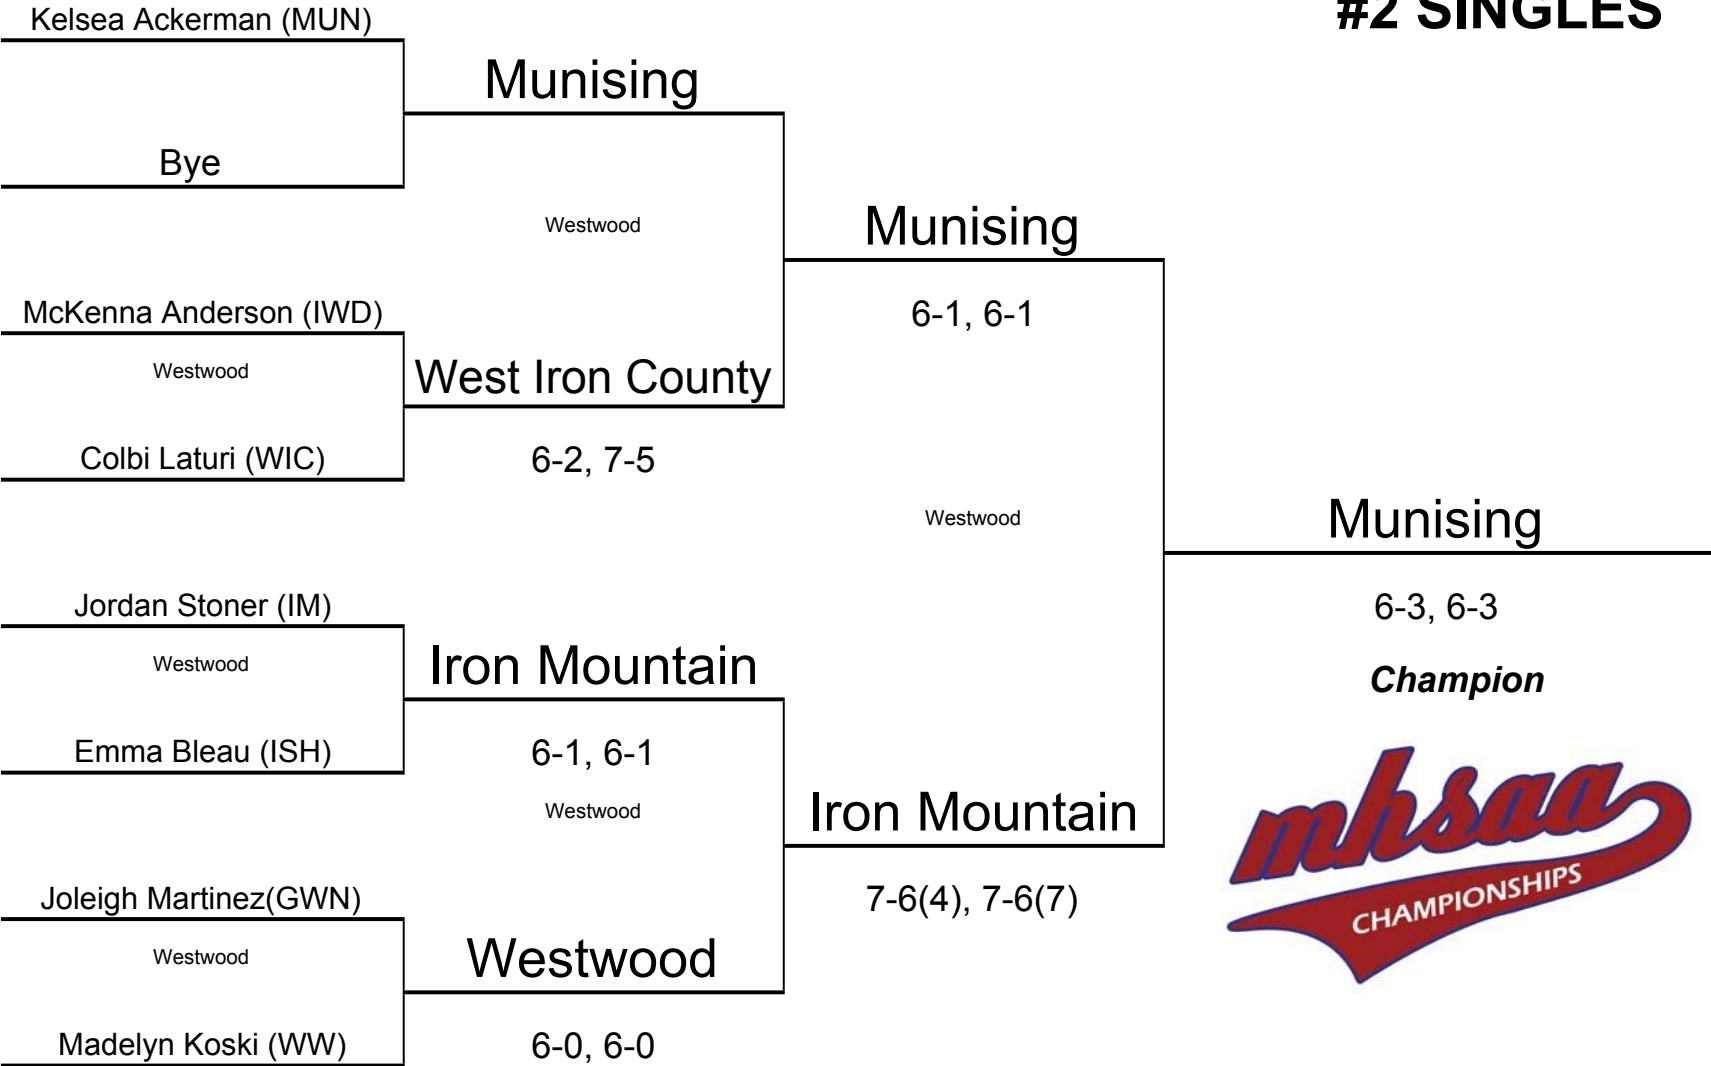 #2 SINGLES
Kelsea Ackerman (MUN)
Munising
Bye
Westwood
Munising
McKenna Anderson (IWD)
6-1, 6-1
Westwood
West Iron County
Colbi Laturi (WIC)
6-2, 7-5
Westwood
Munising
Jordan Stoner (IM)
6-3, 6-3
Westwood
Iron Mountain
Champion
Emma Bleau (ISH)
6-1, 6-1
Westwood
Iron Mountain
mhsaa
CHAMPIONSHIPS
Joleigh Martinez(GWN)
7-6(4), 7-6(7)
Westwood
Westwood
Madelyn Koski (WW)
6-0, 6-0